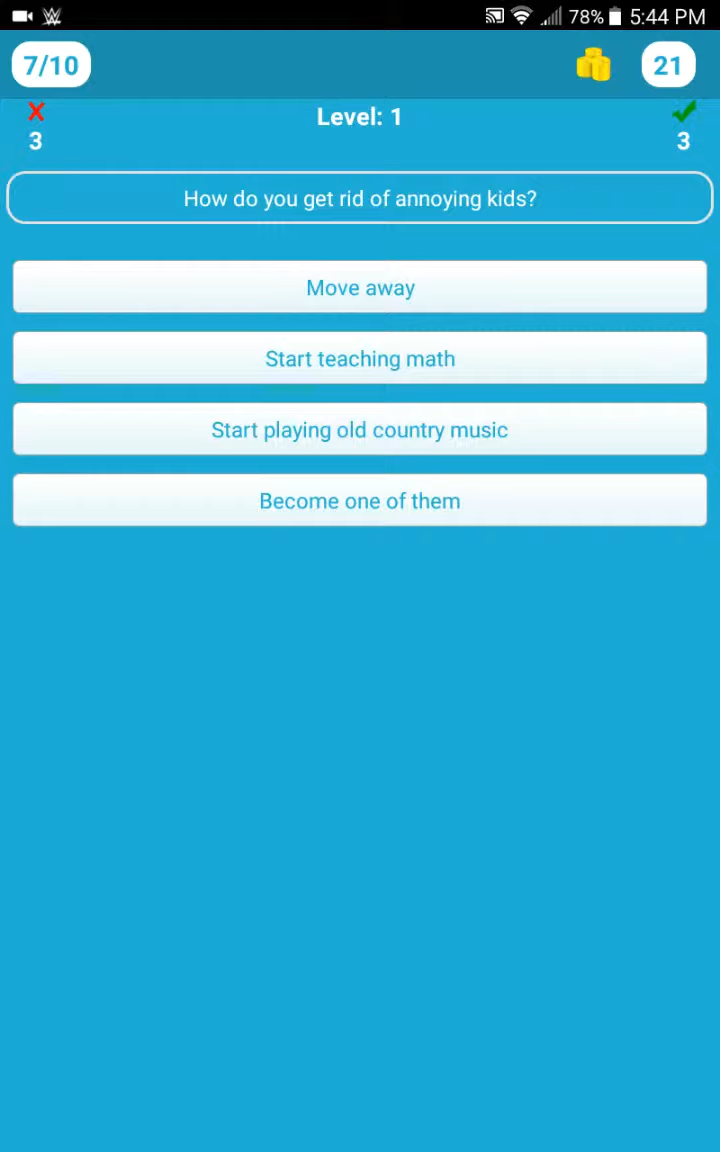 78% 5:44 PM
7/10 21
Level: 1
3 3
How do you get rid of annoying kids?
Move away
Start teaching math
Start playing old country music
Become one of them